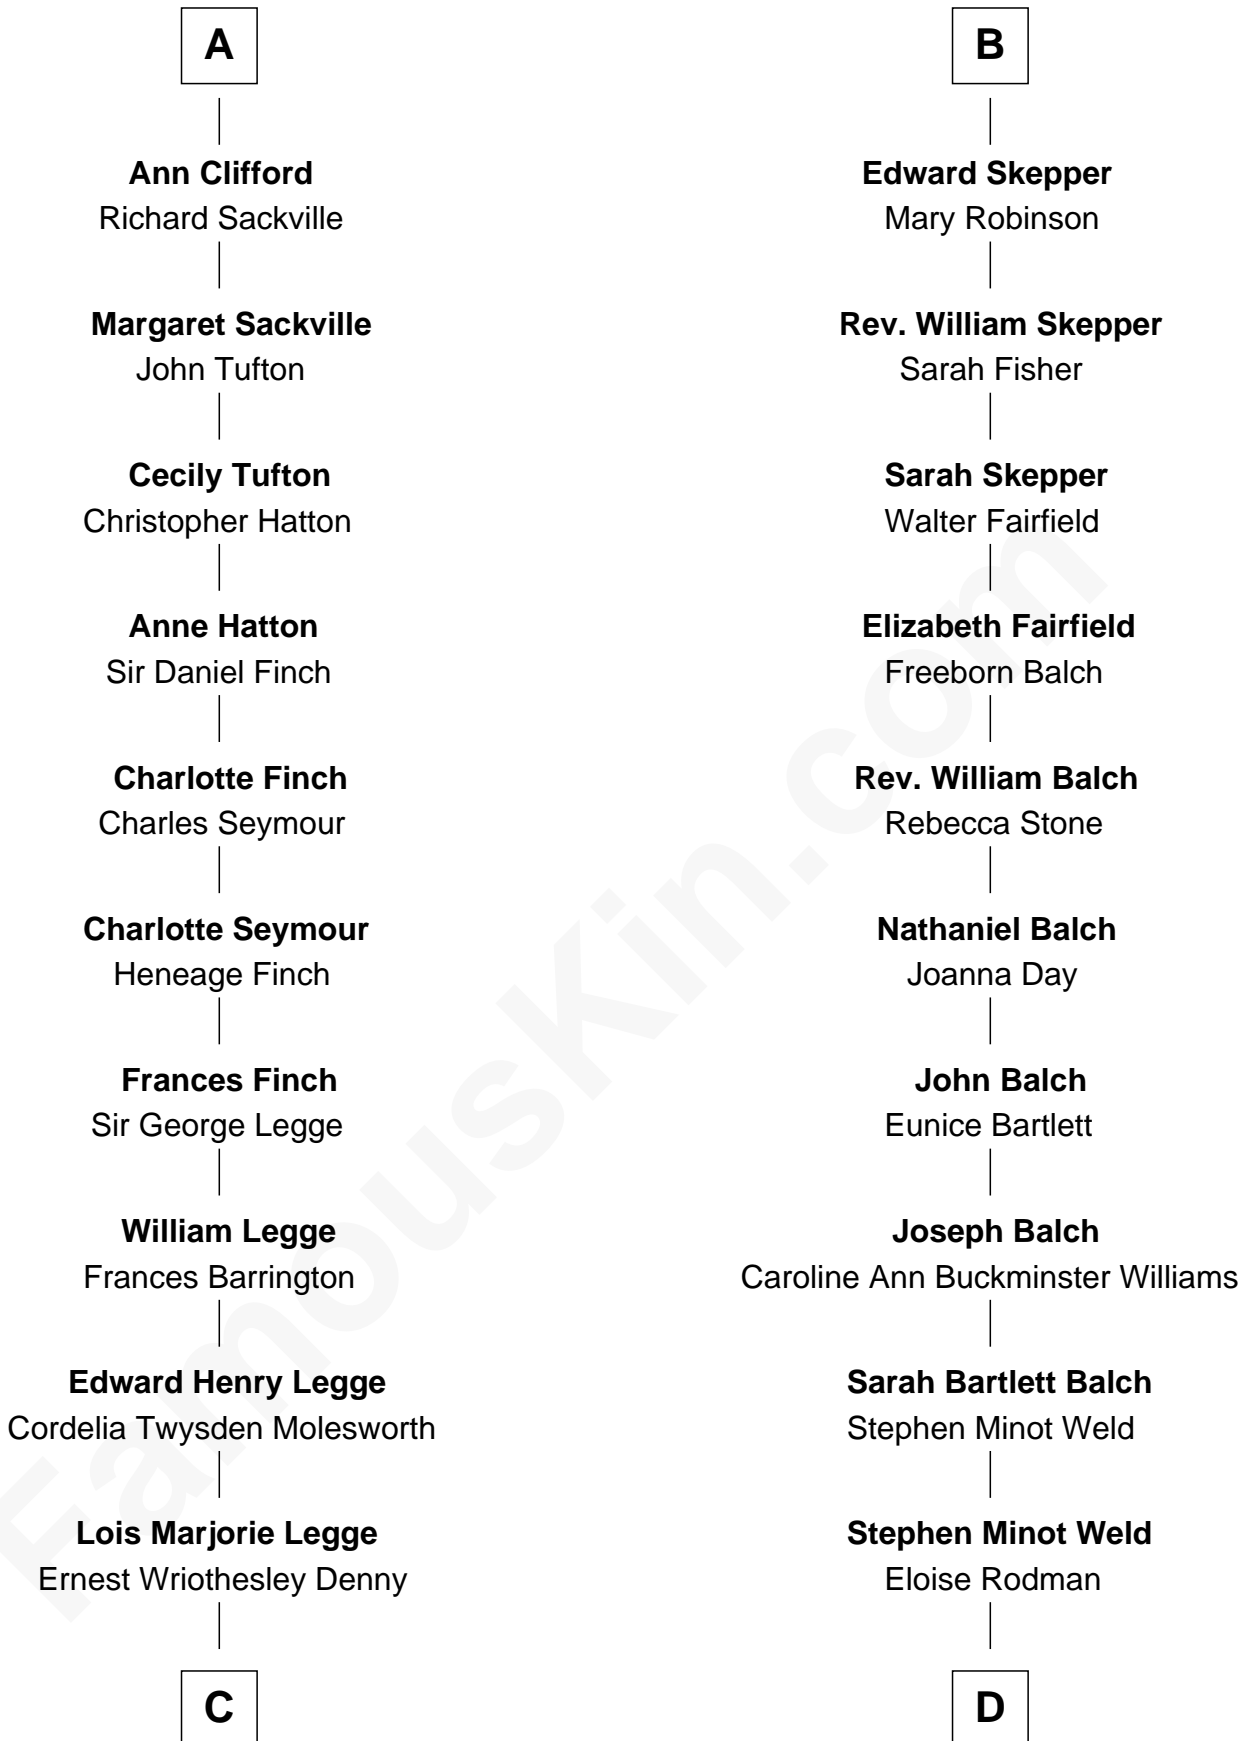 A
Ann Clifford
Richard Sackville
Margaret Sackville
John Tufton
Cecily Tufton
Christopher Hatton
Anne Hatton
Sir Daniel Finch
Charlotte Finch
Charles Seymour
Charlotte Seymour
Heneage Finch
Frances Finch
Sir George Legge
William Legge
Frances Barrington
Edward Henry Legge
Cordelia Twysden Molesworth
Lois Marjorie Legge
Ernest Wriothesley Denny
C
B
Edward Skepper
Mary Robinson
Rev. William Skepper
Sarah Fisher
Sarah Skepper
Walter Fairfield
Elizabeth Fairfield
Freeborn Balch
Rev. William Balch
Rebecca Stone
Nathaniel Balch
Joanna Day
John Balch
Eunice Bartlett
Joseph Balch
Caroline Ann Buckminster Williams
Sarah Bartlett Balch
Stephen Minot Weld
Stephen Minot Weld
Eloise Rodman
D
FamousKin.com